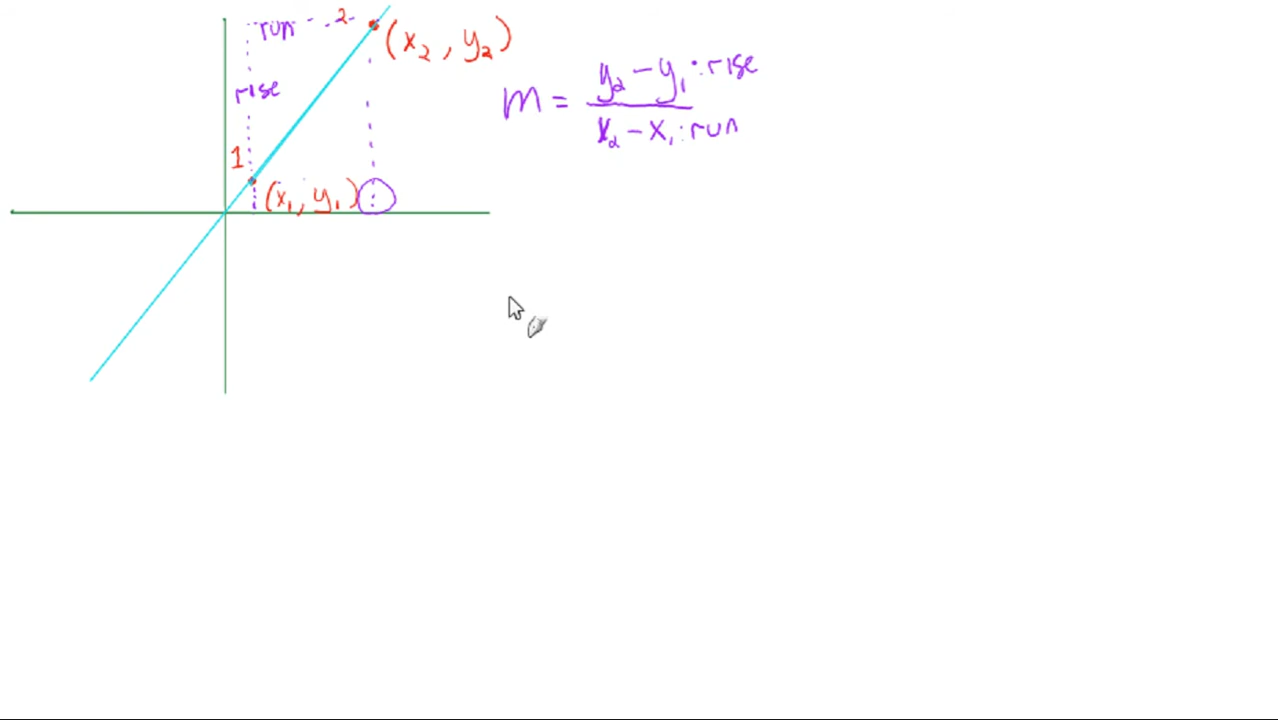 run 2
(x₂, y₂)
rise
1
(x₁, y₁)
m = y₂ - y₁ : rise
x₂ - x₁ : run